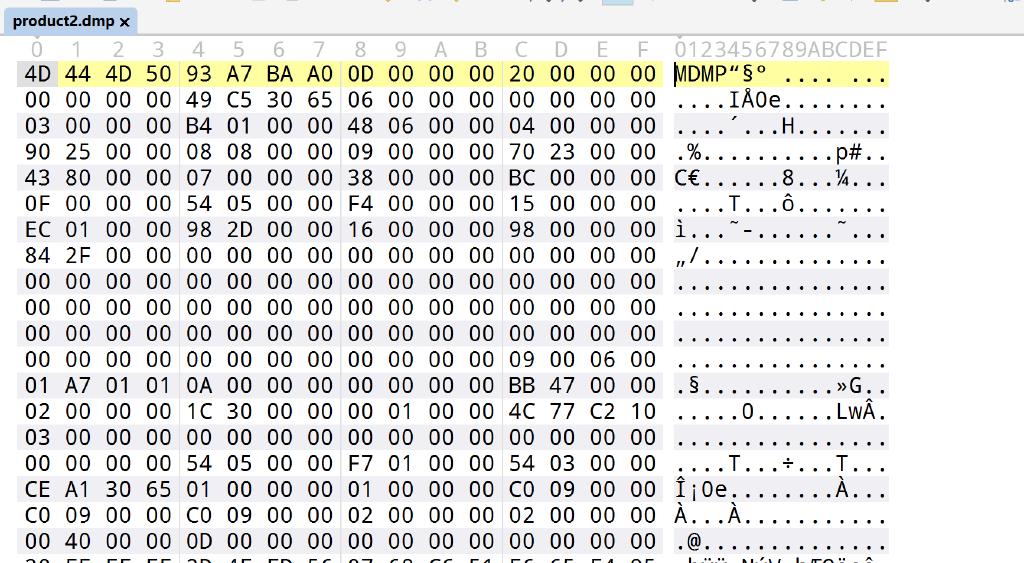 product2.dmp ×
0 1 2 3 4 5 6 7 8 9 A B C D E F 0123456789ABCDEF
4D 44 4D 50 93 A7 BA A0 0D 00 00 00 20 00 00 00 MDMP“§º .... ...
00 00 00 00 49 C5 30 65 06 00 00 00 00 00 00 00 ....IÅ0e........
03 00 00 00 B4 01 00 00 48 06 00 00 04 00 00 00 ....´...H.......
90 25 00 00 08 08 00 00 09 00 00 00 70 23 00 00 .%..........p#..
43 80 00 00 07 00 00 00 38 00 00 00 BC 00 00 00 C€......8...¼...
0F 00 00 00 54 05 00 00 F4 00 00 00 15 00 00 00 ....T...ô.......
EC 01 00 00 98 2D 00 00 16 00 00 00 98 00 00 00 ì...˜-......˜...
84 2F 00 00 00 00 00 00 00 00 00 00 00 00 00 00 „/..............
00 00 00 00 00 00 00 00 00 00 00 00 00 00 00 00 ................
00 00 00 00 00 00 00 00 00 00 00 00 00 00 00 00 ................
00 00 00 00 00 00 00 00 00 00 00 00 00 00 00 00 ................
00 00 00 00 00 00 00 00 00 00 00 00 09 00 06 00 ................
01 A7 01 01 0A 00 00 00 00 00 00 00 BB 47 00 00 .§..........»G..
02 00 00 00 1C 30 00 00 00 01 00 00 4C 77 C2 10 .....0......LwÂ.
03 00 00 00 00 00 00 00 00 00 00 00 00 00 00 00 ................
00 00 00 00 54 05 00 00 F7 01 00 00 54 03 00 00 ....T...÷...T...
CE A1 30 65 01 00 00 00 01 00 00 00 C0 09 00 00 Î¡0e........À...
C0 09 00 00 C0 09 00 00 02 00 00 00 02 00 00 00 À...À...........
00 40 00 00 0D 00 00 00 00 00 00 00 00 00 00 00 .@..............